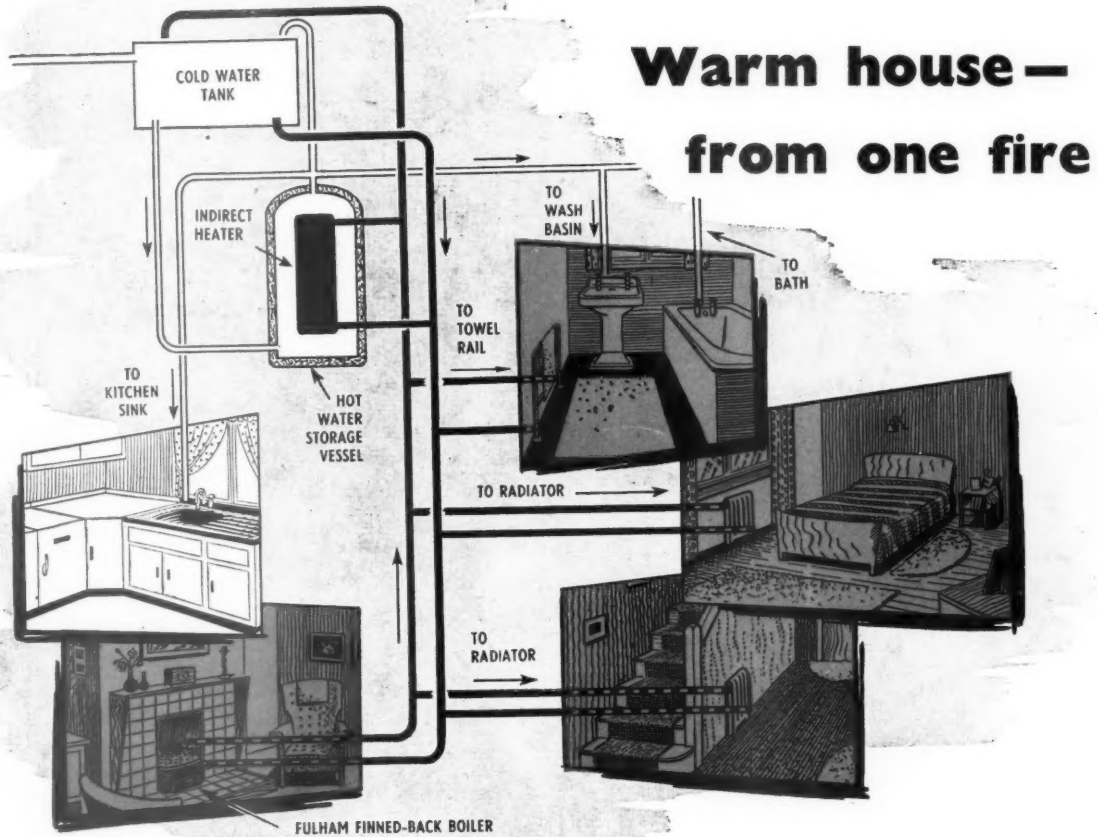 Warm house —
from one fire
COLD WATER
TANK
INDIRECT
HEATER
TO
WASH
BASIN
TO
BATH
TO
TOWEL
RAIL
TO
KITCHEN
SINK
HOT
WATER
STORAGE
VESSEL
TO RADIATOR
TO
RADIATOR
FULHAM FINNED-BACK BOILER